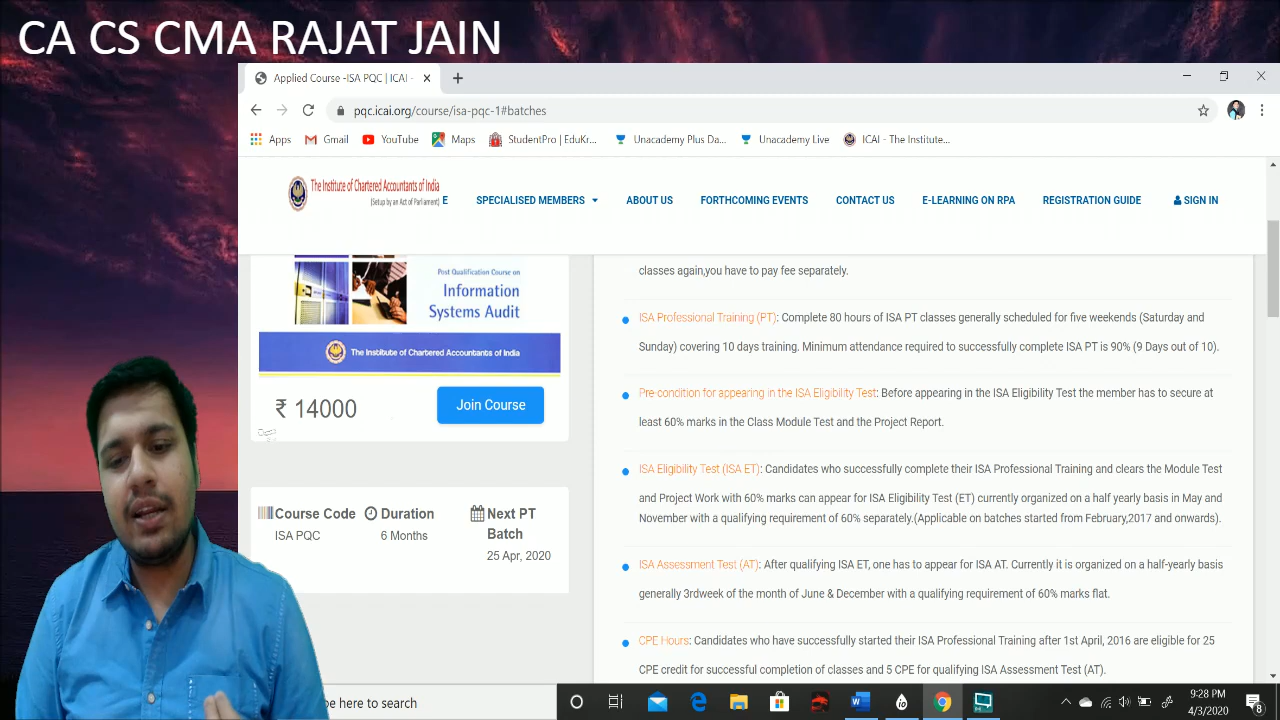 CA CS CMA RAJAT JAIN
Applied Course -ISA PQC | ICAI -
pqc.icai.org/course/isa-pqc-1#batches
Apps Gmail YouTube Maps StudentPro | EduKr... Unacademy Plus Da... Unacademy Live ICAI - The Institute...
The Institute of Chartered Accountants of India
(Setup by an Act of Parliament)
E SPECIALISED MEMBERS ABOUT US FORTHCOMING EVENTS CONTACT US E-LEARNING ON RPA REGISTRATION GUIDE SIGN IN
Post Qualification Course on
Information
Systems Audit
The Institute of Chartered Accountants of India
₹ 14000
Join Course
Course Code
ISA PQC
Duration
6 Months
Next PT
Batch
25 Apr, 2020
classes again,you have to pay fee separately.
ISA Professional Training (PT): Complete 80 hours of ISA PT classes generally scheduled for five weekends (Saturday and
Sunday) covering 10 days training. Minimum attendance required to successfully complete ISA PT is 90% (9 Days out of 10).
Pre-condition for appearing in the ISA Eligibility Test: Before appearing in the ISA Eligibility Test the member has to secure at
least 60% marks in the Class Module Test and the Project Report.
ISA Eligibility Test (ISA ET): Candidates who successfully complete their ISA Professional Training and clears the Module Test
and Project Work with 60% marks can appear for ISA Eligibility Test (ET) currently organized on a half yearly basis in May and
November with a qualifying requirement of 60% separately.(Applicable on batches started from February,2017 and onwards).
ISA Assessment Test (AT): After qualifying ISA ET, one has to appear for ISA AT. Currently it is organized on a half-yearly basis
generally 3rdweek of the month of June & December with a qualifying requirement of 60% marks flat.
CPE Hours: Candidates who have successfully started their ISA Professional Training after 1st April, 2016 are eligible for 25
CPE credit for successful completion of classes and 5 CPE for qualifying ISA Assessment Test (AT).
be here to search
9:28 PM
4/3/2020